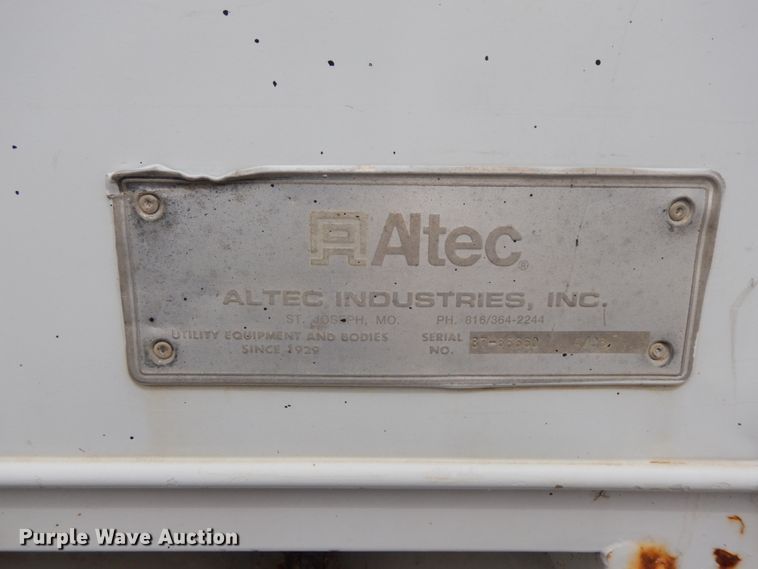 Altec®
ALTEC INDUSTRIES, INC.
ST. JOSEPH, MO. PH. 816/364-2244
UTILITY EQUIPMENT AND BODIES SERIAL
SINCE 1929 NO.
Purple Wave Auction